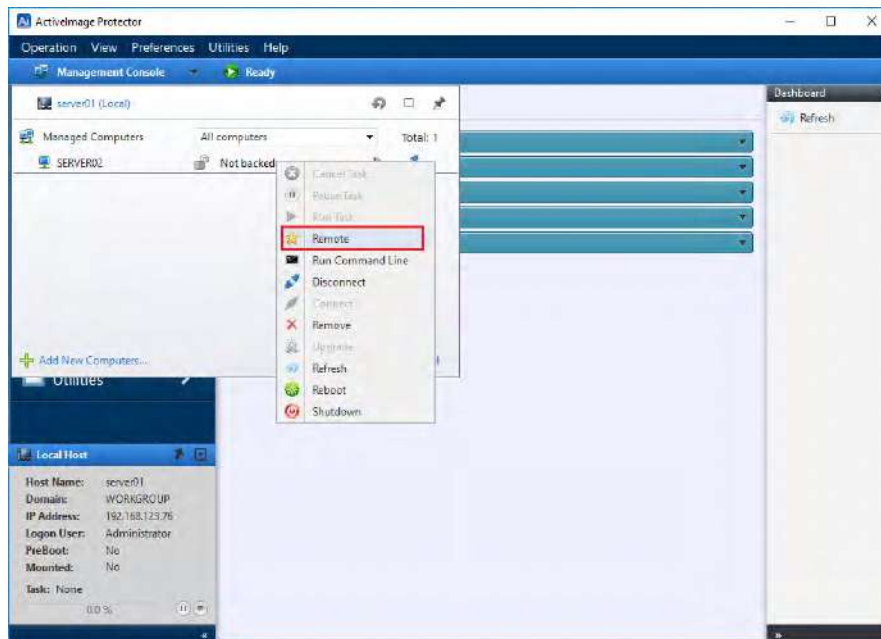 ActiveImage Protector
Operation View Preferences Utilities Help
Management Console Ready
server01 (Local)
Dashboard
Refresh
Managed Computers All computers Total: 1
SERVER02 Not backed
Cancel Task
Pause Task
Run Task
Remote
Run Command Line
Disconnect
Connect
Remove
Upgrade
Refresh
Reboot
Shutdown
Add New Computers...
Utilities
Local Host
Host Name: server01
Domain: WORKGROUP
IP Address: 192.168.123.76
Logon User: Administrator
PreBoot: No
Mounted: No
Task: None
0.0 %